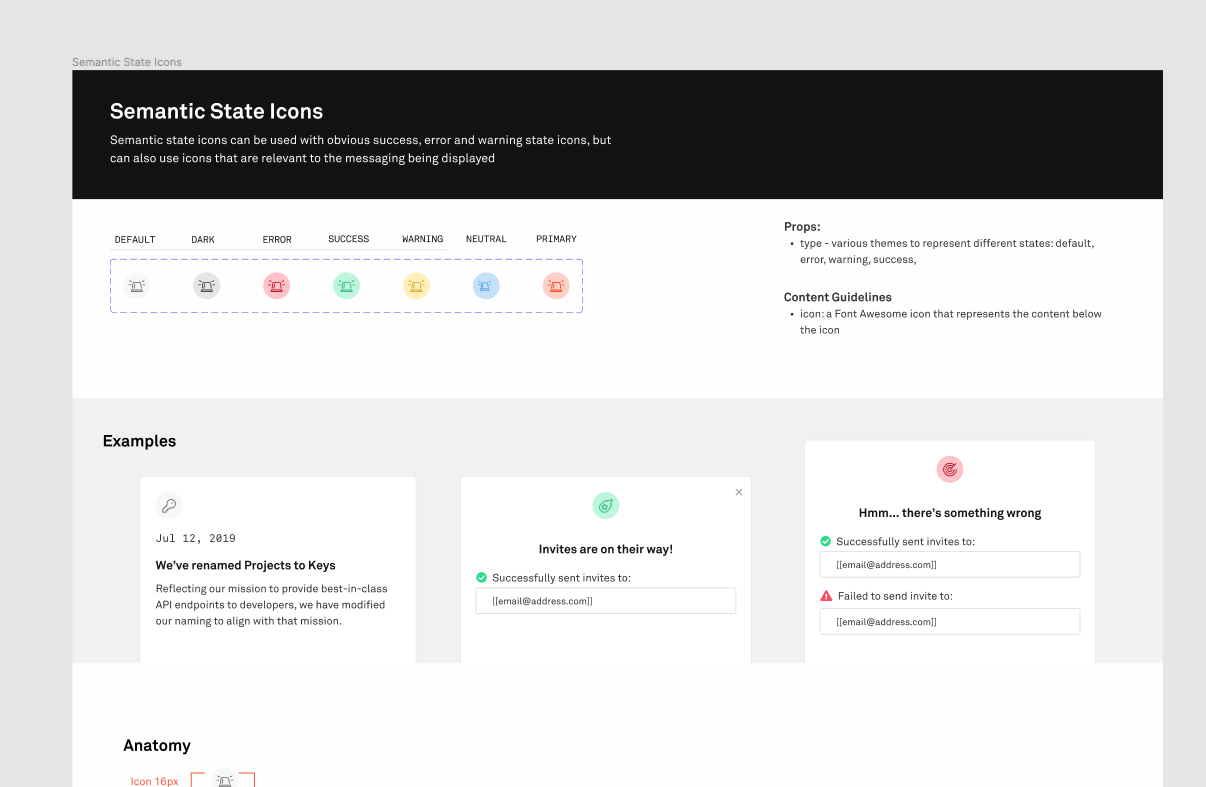 Semantic State Icons
Semantic State Icons
Semantic state icons can be used with obvious success, error and warning state icons, but
can also use icons that are relevant to the messaging being displayed
DEFAULT DARK ERROR SUCCESS WARNING NEUTRAL PRIMARY
Props:
• type - various themes to represent different states: default,
error, warning, success,
Content Guidelines
• icon: a Font Awesome icon that represents the content below
the icon
Examples
Jul 12, 2019
We've renamed Projects to Keys
Reflecting our mission to provide best-in-class
API endpoints to developers, we have modified
our naming to align with that mission.
Invites are on their way!
Successfully sent invites to:
[[email@address.com]]
Hmm... there's something wrong
Successfully sent invites to:
[[email@address.com]]
Failed to send invite to:
[[email@address.com]]
Anatomy
Icon 16px